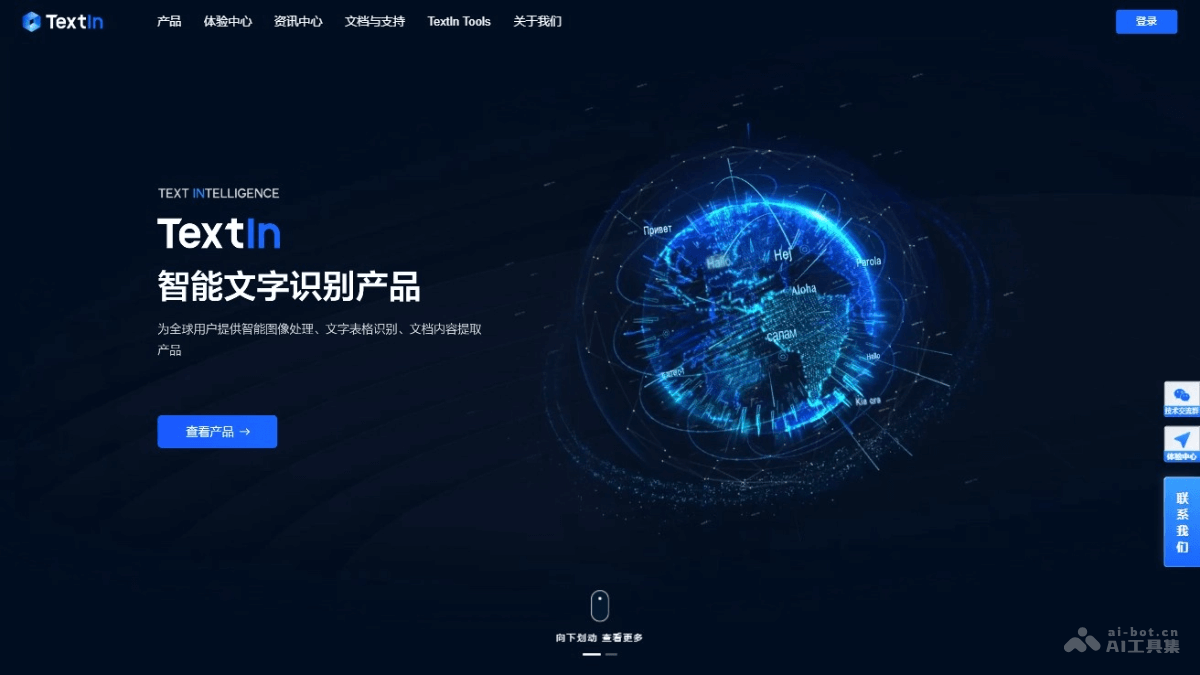 TextIn
产品 体验中心 资讯中心 文档与支持 TextIn Tools 关于我们
登录
TEXT INTELLIGENCE
TextIn
智能文字识别产品
为全球用户提供智能图像处理、文字表格识别、文档内容提取
产品
查看产品 →
Привет
Hallo
Hej
Parola
Aloha
салам
Hello
Kia ora
技术交流群
体验中心
联系我们
向下划动 查看更多
ai-bot.cn
AI工具集